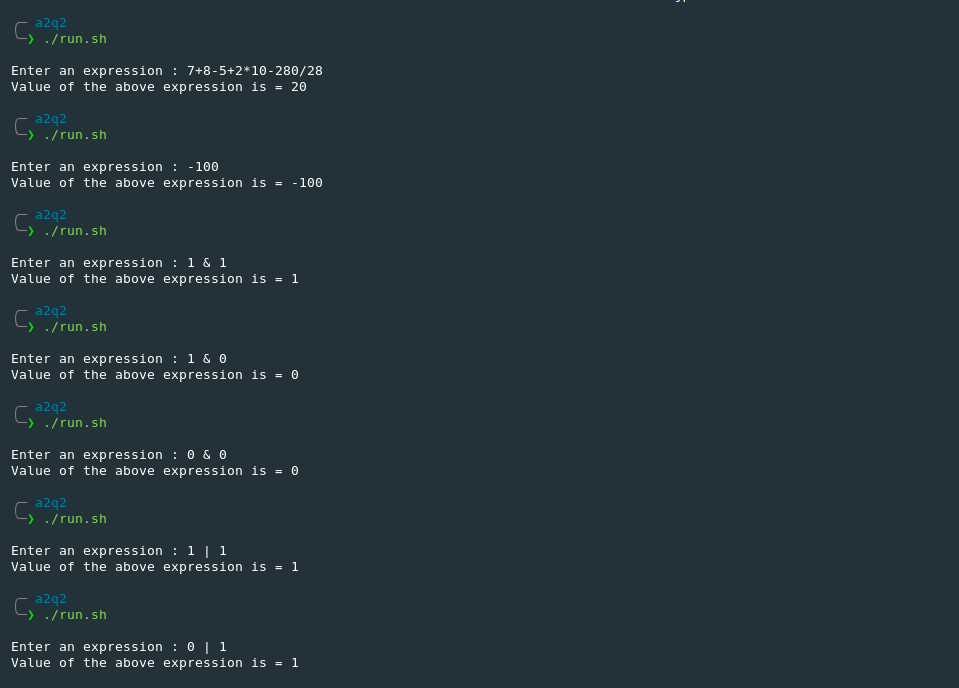 a2q2
❯ ./run.sh
Enter an expression : 7+8-5+2*10-280/28
Value of the above expression is = 20
a2q2
❯ ./run.sh
Enter an expression : -100
Value of the above expression is = -100
a2q2
❯ ./run.sh
Enter an expression : 1 & 1
Value of the above expression is = 1
a2q2
❯ ./run.sh
Enter an expression : 1 & 0
Value of the above expression is = 0
a2q2
❯ ./run.sh
Enter an expression : 0 & 0
Value of the above expression is = 0
a2q2
❯ ./run.sh
Enter an expression : 1 | 1
Value of the above expression is = 1
a2q2
❯ ./run.sh
Enter an expression : 0 | 1
Value of the above expression is = 1